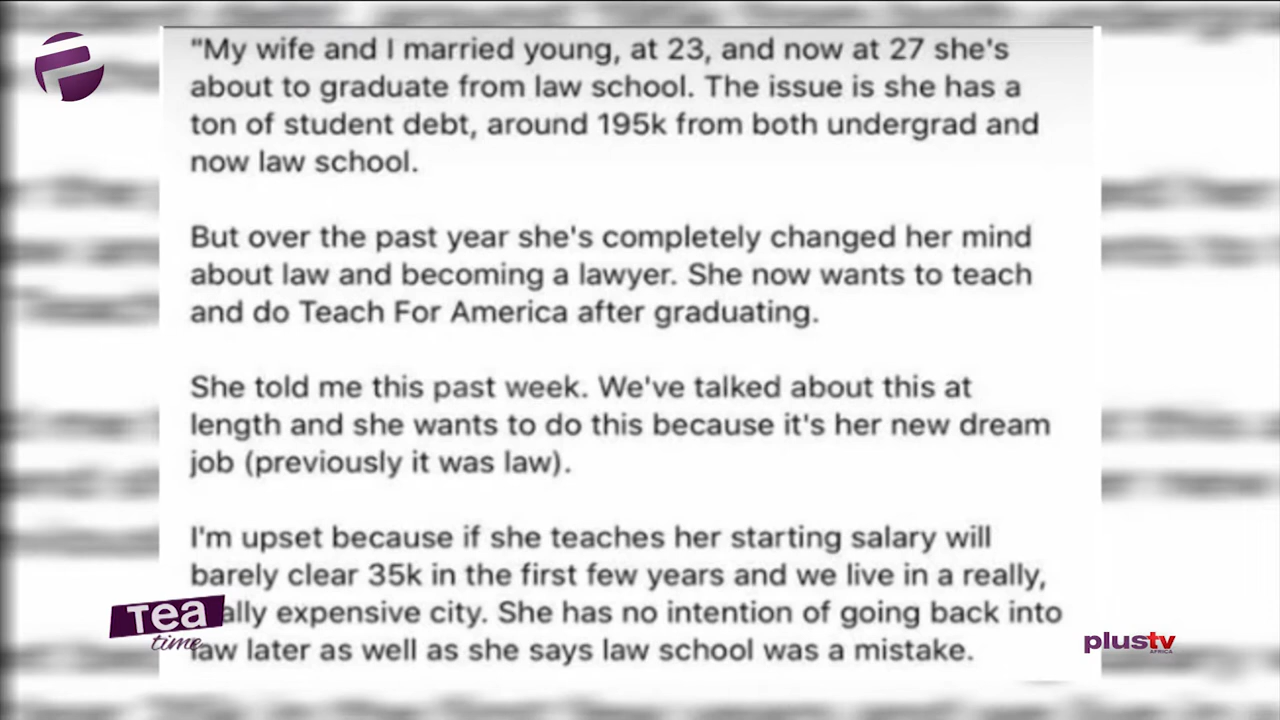 "My wife and I married young, at 23, and now at 27 she's
about to graduate from law school. The issue is she has a
ton of student debt, around 195k from both undergrad and
now law school.
But over the past year she's completely changed her mind
about law and becoming a lawyer. She now wants to teach
and do Teach For America after graduating.
She told me this past week. We've talked about this at
length and she wants to do this because it's her new dream
job (previously it was law).
I'm upset because if she teaches her starting salary will
barely clear 35k in the first few years and we live in a really,
expensive city. She has no intention of going back into
law later as well as she says law school was a mistake.
Tea
time
plustv
AFRICA